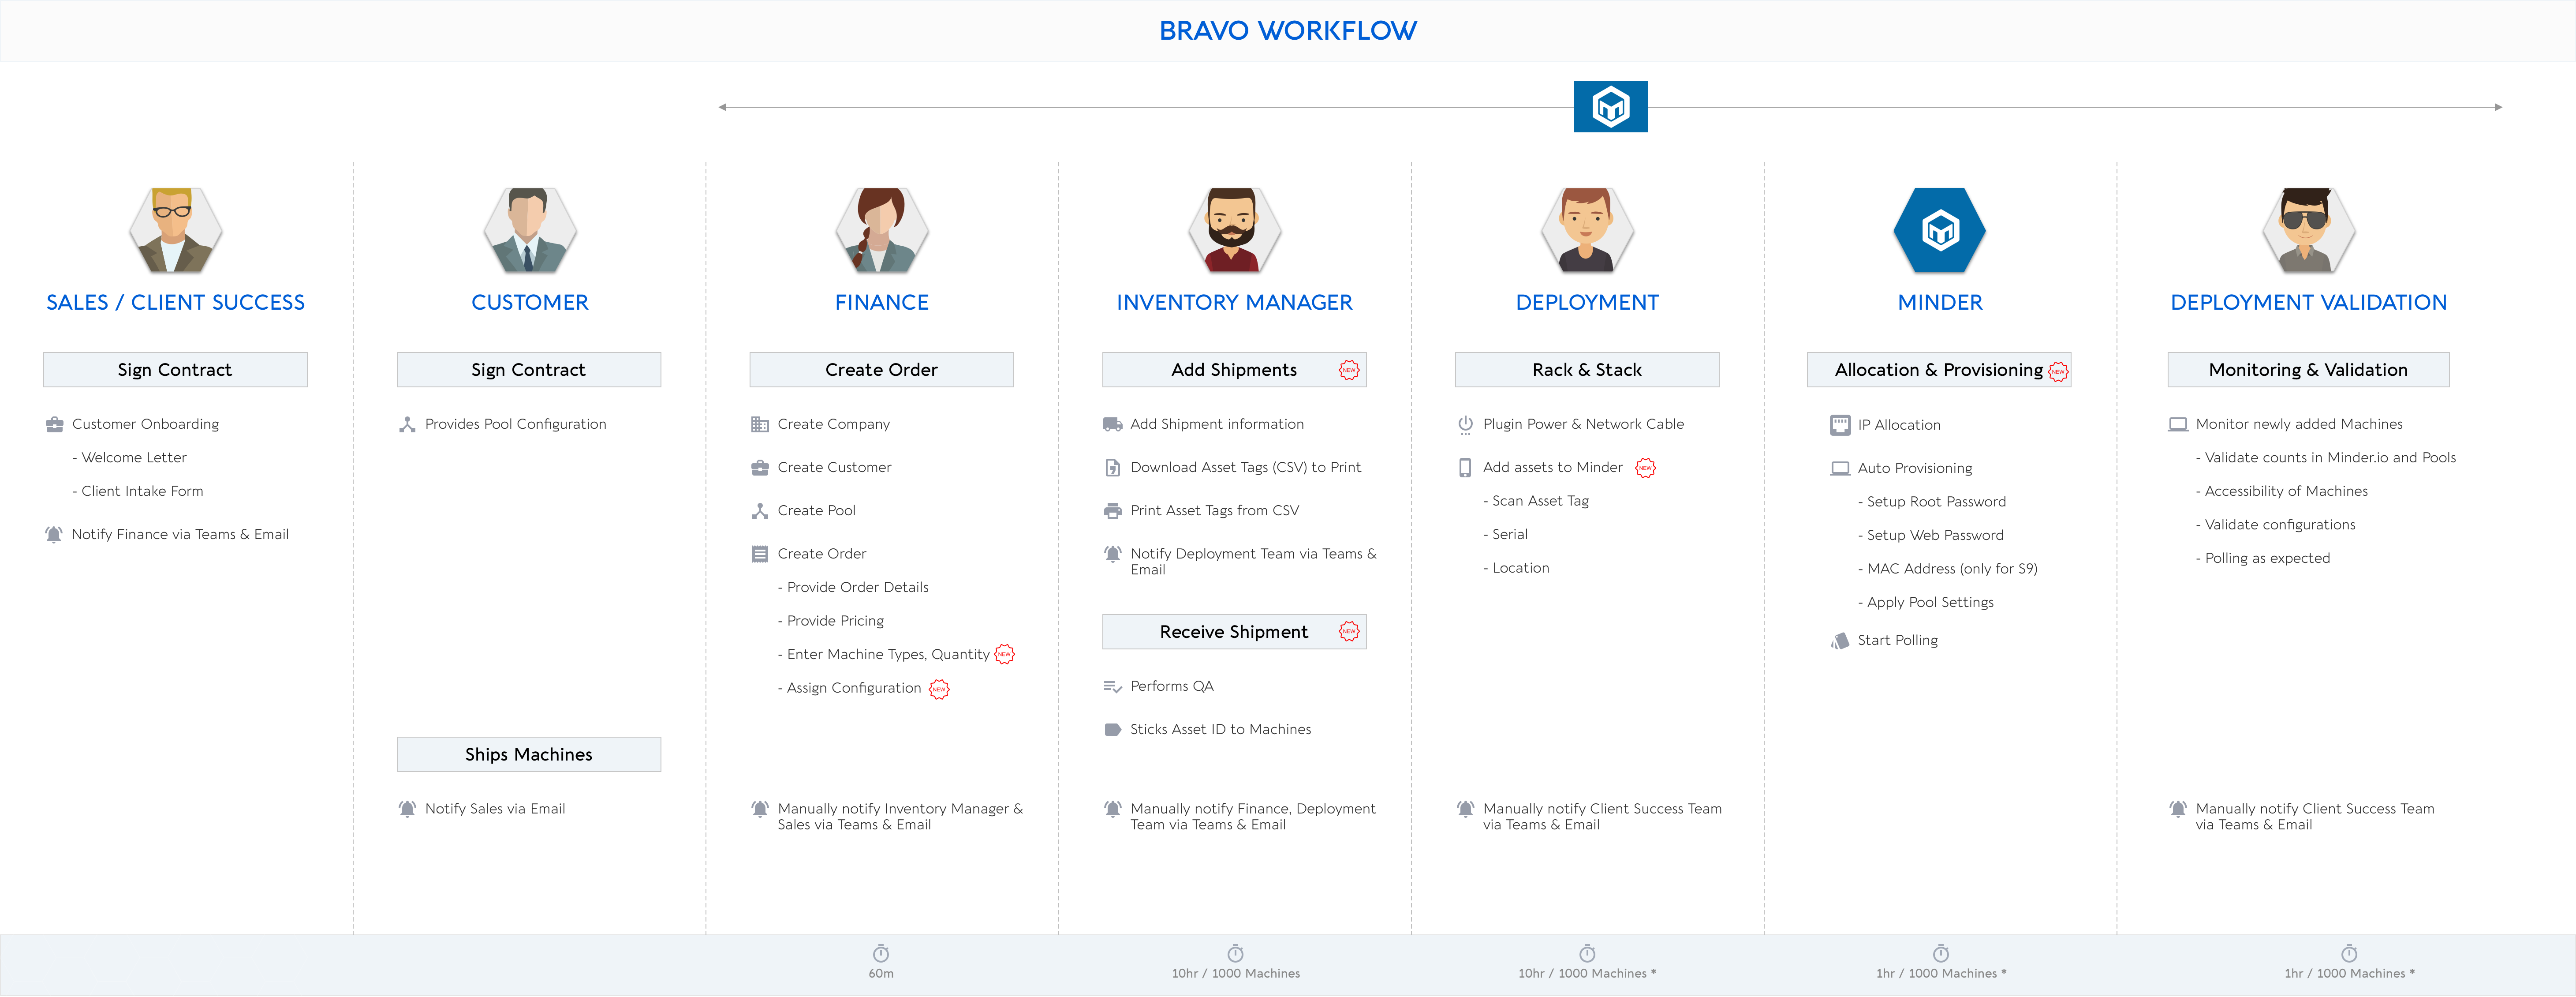 BRAVO WORKFLOW
SALES / CLIENT SUCCESS
Sign Contract
Customer Onboarding
- Welcome Letter
- Client Intake Form
Notify Finance via Teams & Email
CUSTOMER
Sign Contract
Provides Pool Configuration
Ships Machines
Notify Sales via Email
FINANCE
Create Order
Create Company
Create Customer
Create Pool
Create Order
- Provide Order Details
- Provide Pricing
- Enter Machine Types, Quantity NEW
- Assign Configuration NEW
Manually notify Inventory Manager &
Sales via Teams & Email
60m
INVENTORY MANAGER
Add Shipments NEW
Add Shipment information
Download Asset Tags (CSV) to Print
Print Asset Tags from CSV
Notify Deployment Team via Teams &
Email
Receive Shipment NEW
Performs QA
Sticks Asset ID to Machines
Manually notify Finance, Deployment
Team via Teams & Email
10hr / 1000 Machines
DEPLOYMENT
Rack & Stack
Plugin Power & Network Cable
Add assets to Minder NEW
- Scan Asset Tag
- Serial
- Location
Manually notify Client Success Team
via Teams & Email
10hr / 1000 Machines *
MINDER
Allocation & Provisioning NEW
IP Allocation
Auto Provisioning
- Setup Root Password
- Setup Web Password
- MAC Address (only for S9)
- Apply Pool Settings
Start Polling
1hr / 1000 Machines *
DEPLOYMENT VALIDATION
Monitoring & Validation
Monitor newly added Machines
- Validate counts in Minder.io and Pools
- Accessibility of Machines
- Validate configurations
- Polling as expected
Manually notify Client Success Team
via Teams & Email
1hr / 1000 Machines *